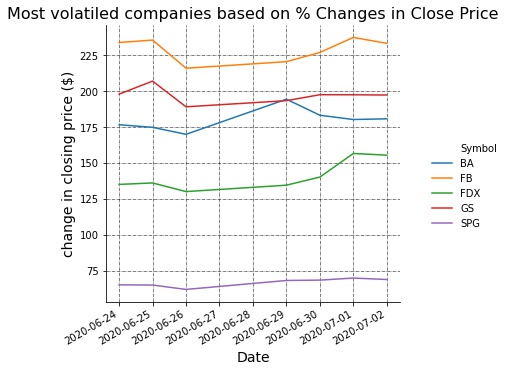 Most volatiled companies based on % Changes in Close Price
change in closing price ($)
225
200
175
150
125
100
75
Symbol
BA
FB
FDX
GS
SPG
2020-06-24
2020-06-25
2020-06-26
2020-06-27
2020-06-28
2020-06-29
2020-06-30
2020-07-01
2020-07-02
Date